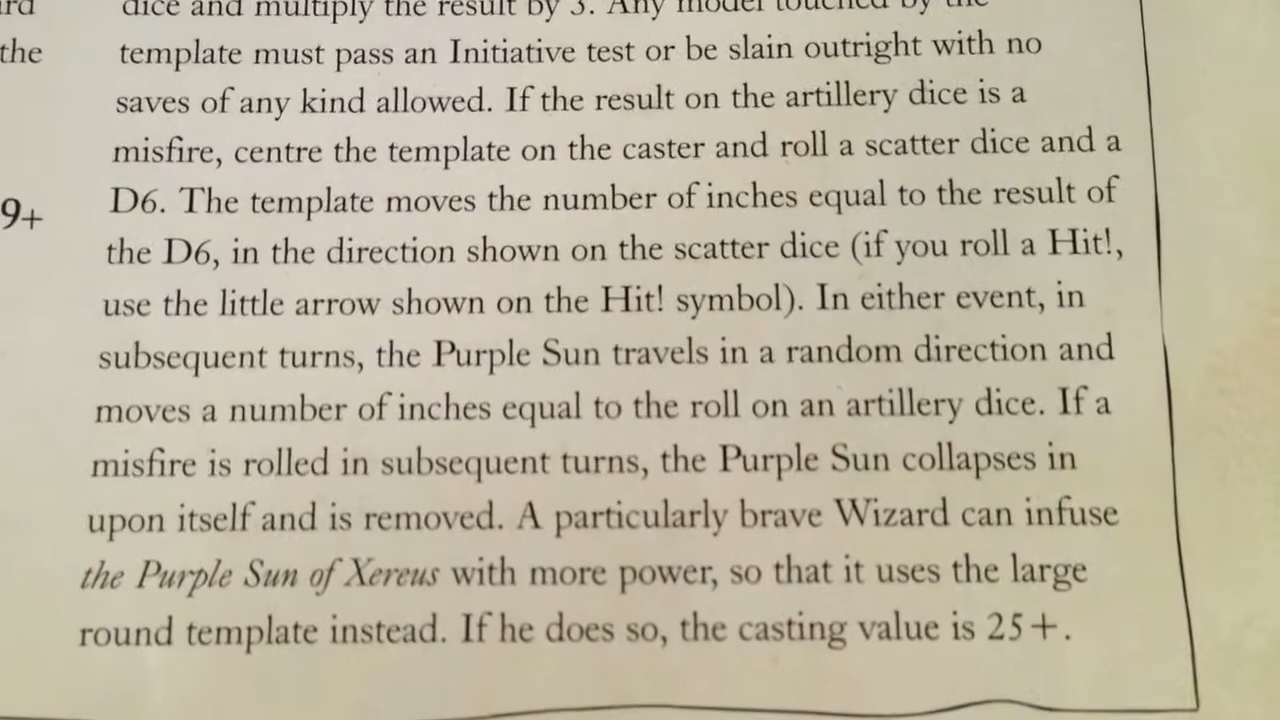 dice and multiply the result by 3. Any model touched by the
the
template must pass an Initiative test or be slain outright with no
saves of any kind allowed. If the result on the artillery dice is a
misfire, centre the template on the caster and roll a scatter dice and a
9+
D6. The template moves the number of inches equal to the result of
the D6, in the direction shown on the scatter dice (if you roll a Hit!,
use the little arrow shown on the Hit! symbol). In either event, in
subsequent turns, the Purple Sun travels in a random direction and
moves a number of inches equal to the roll on an artillery dice. If a
misfire is rolled in subsequent turns, the Purple Sun collapses in
upon itself and is removed. A particularly brave Wizard can infuse
the Purple Sun of Xereus with more power, so that it uses the large
round template instead. If he does so, the casting value is 25+.